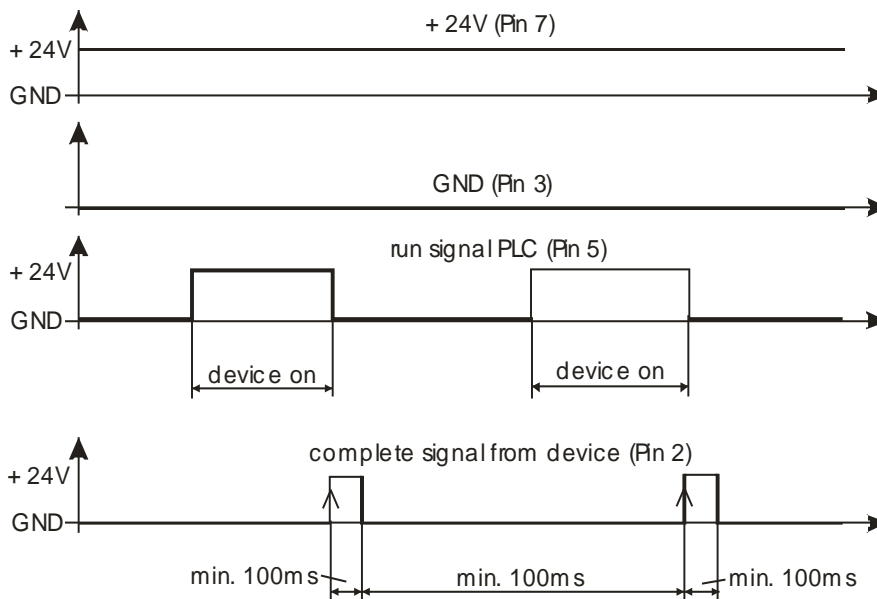 + 24V (Pin 7)
+ 24V
GND
GND (Pin 3)
run signal PLC (Pin 5)
+ 24V
GND
device on device on
complete signal from device (Pin 2)
+ 24V
GND
min. 100ms min. 100ms min. 100ms